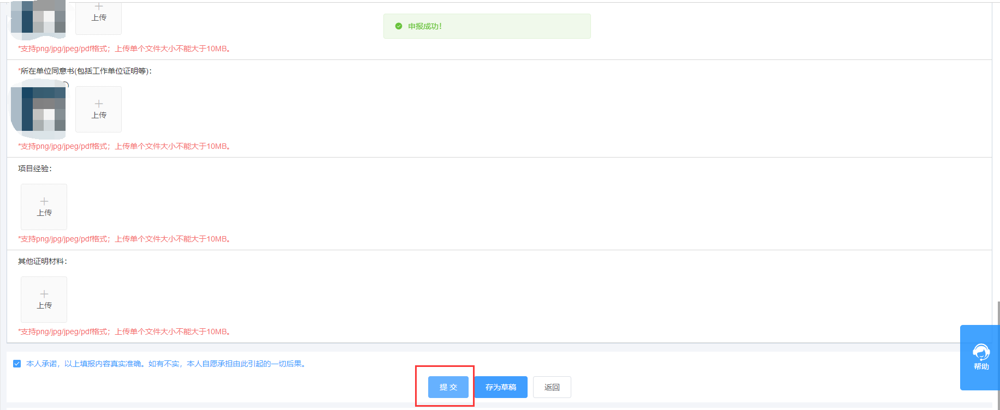 上传
申报成功！
*支持png/jpg/jpeg/pdf格式；上传单个文件大小不能大于10MB。
*所在单位同意书(包括工作单位证明等)：
上传
*支持png/jpg/jpeg/pdf格式；上传单个文件大小不能大于10MB。
项目经验：
上传
*支持png/jpg/jpeg/pdf格式；上传单个文件大小不能大于10MB。
其他证明材料：
上传
*支持png/jpg/jpeg/pdf格式；上传单个文件大小不能大于10MB。
帮助
本人承诺，以上填报内容真实准确。如有不实，本人自愿承担由此引起的一切后果。
提 交 存为草稿 返回